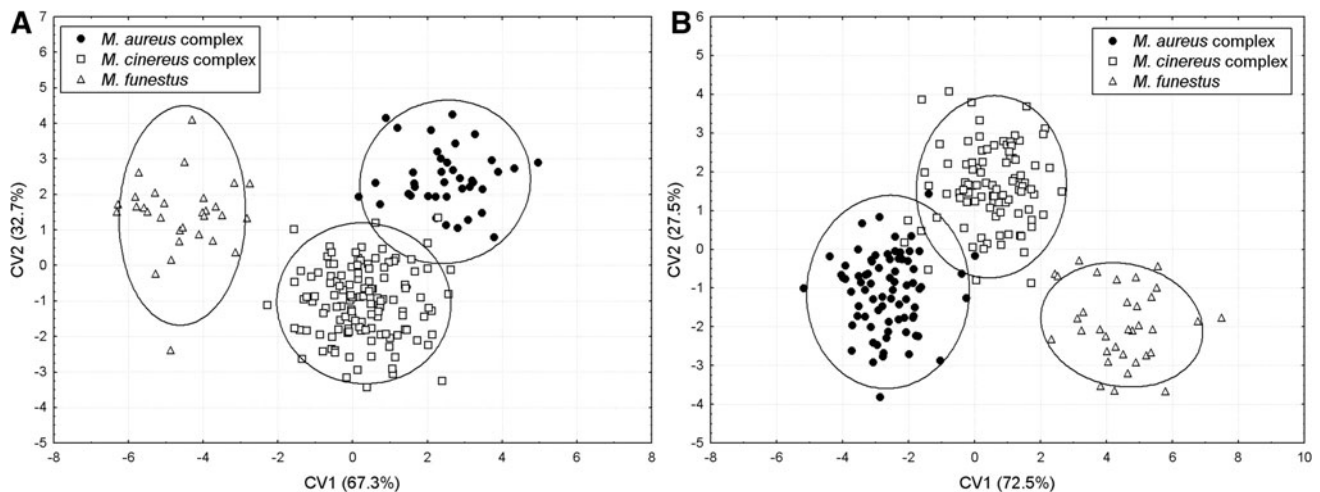 A
M. aureus complex
M. cinereus complex
M. funestus
7
6
5
4
3
2
1
0
-1
-2
-3
-4
-5
CV2 (32.7%)
-8 -6 -4 -2 0 2 4 6 8
CV1 (67.3%)
B
M. aureus complex
M. cinereus complex
M. funestus
6
5
4
3
2
1
0
-1
-2
-3
-4
-5
CV2 (27.5%)
-8 -6 -4 -2 0 2 4 6 8 10
CV1 (72.5%)